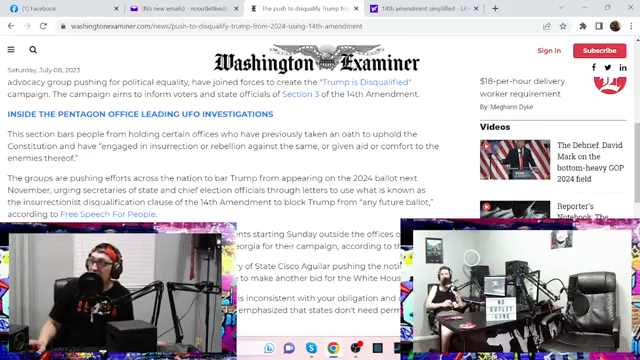 (2) Facebook
(No new emails) - nooutletlive@
The push to disqualify Trump from
14th amendment simplified -
washingtonexaminer.com/news/push-to-disqualify-trump-from-2024-using-14th-amendment
Washington Examiner
Sign In
Subscribe
Saturday, July 08, 2023
advocacy group pushing for political equality, have joined forces to create the "Trump is Disqualified"
campaign. The campaign aims to inform voters and state officials of Section 3 of the 14th Amendment.
INSIDE THE PENTAGON OFFICE LEADING UFO INVESTIGATIONS
This section bars people from holding certain offices who have previously taken an oath to uphold the
Constitution and have "engaged in insurrection or rebellion against the same, or given aid or comfort to the
enemies thereof."
The groups are pushing efforts across the nation to bar Trump from appearing on the 2024 ballot next
November, urging secretaries of state and chief election officials through letters to use what is known as
the insurrectionist disqualification clause of the 14th Amendment to block Trump from "any future ballot,"
according to Free Speech For People.
nts starting Sunday outside the offices o
eorgia for their campaign, according to th
ry of State Cisco Aguilar pushing the noti
e to make another bid for the White Hous
is inconsistent with your obligation and
emphasized that states don't need perm
$18-per-hour delivery
worker requirement
By: Meghann Dyke
Videos
The Debrief: David
Mark on the
bottom-heavy GOP
2024 field
Reporter's
Notebook: The
NO OUTLET
LIVE